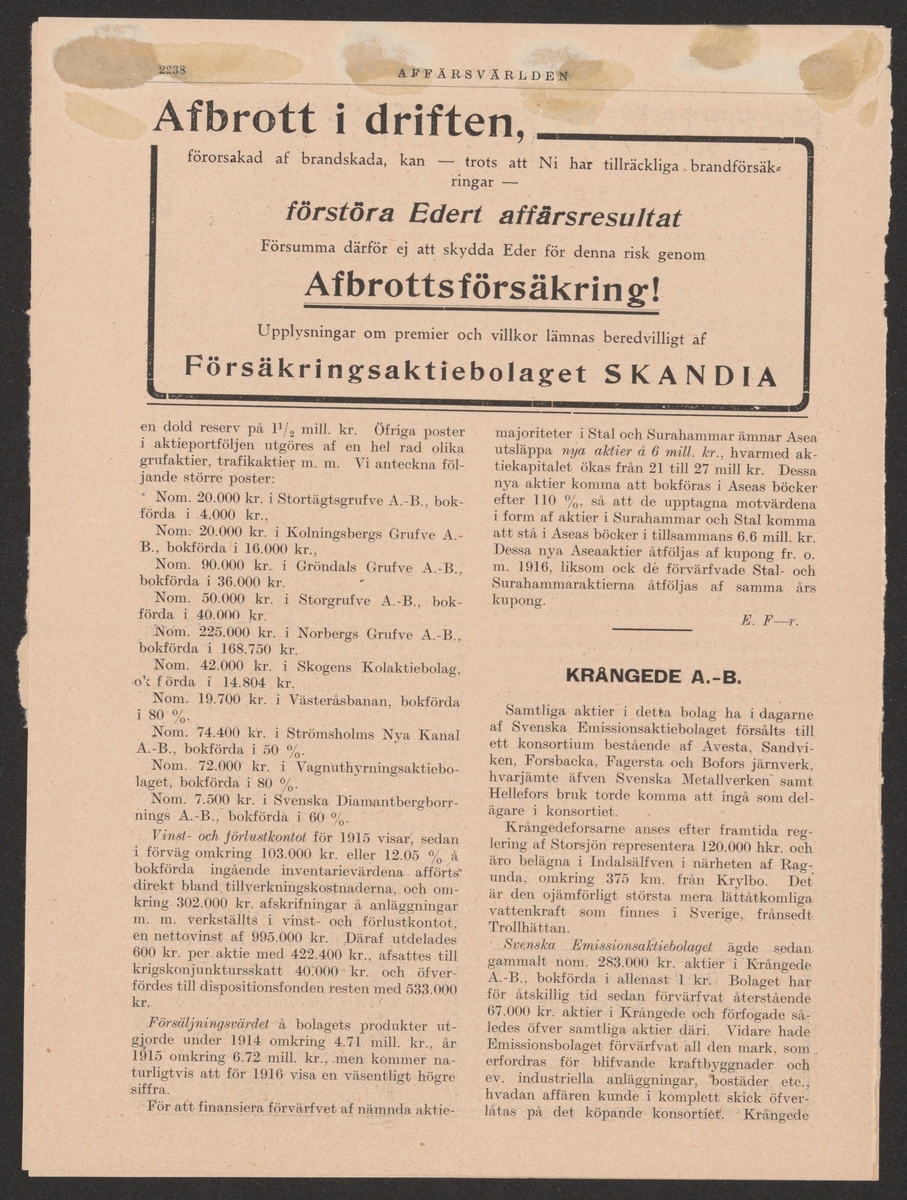 2238
AFFÄRSVÄRLDEN
Afbrott i driften,
förorsakad af brandskada, kan — trots att Ni har tillräckliga brandförsäk-
ringar —
förstöra Edert affärsresultat
Försumma därför ej att skydda Eder för denna risk genom
Afbrottsförsäkring!
Upplysningar om premier och villkor lämnas beredvilligt af
Försäkringsaktiebolaget SKANDIA
en dold reserv på 1 1/2 mill. kr. Öfriga poster
i aktieportföljen utgöres af en hel rad olika
grufaktier, trafikaktier m. m. Vi anteckna föl-
jande större poster:
Nom. 20.000 kr. i Stortägtsgrufve A.-B., bok-
förda i 4.000 kr.,
Nom. 20.000 kr. i Kolningsbergs Grufve A.-
B., bokförda i 16.000 kr.,
Nom. 90.000 kr. i Gröndals Grufve A.-B.,
bokförda i 36.000 kr.
Nom. 50.000 kr. i Storgrufve A.-B., bok-
förda i 40.000 kr.
Nom. 225.000 kr. i Norbergs Grufve A.-B.,
bokförda i 168.750 kr.
Nom. 42.000 kr. i Skogens Kolaktiebolag,
o'k förda i 14.804 kr.
Nom. 19.700 kr. i Västeråsbanan, bokförda
i 80 %.
Nom. 74.400 kr. i Strömsholms Nya Kanal
A.-B., bokförda i 50 %.
Nom. 72.000 kr. i Vagnuthyrningsaktiebo-
laget, bokförda i 80 %.
Nom. 7.500 kr. i Svenska Diamantbergborr-
nings A.-B., bokförda i 60 %.
Vinst- och förlustkontot för 1915 visar, sedan
i förväg omkring 103.000 kr. eller 12.05 % å
bokförda ingående inventarievärdena afförts
direkt bland tillverkningskostnaderna, och om-
kring 302.000 kr. afskrifningar å anläggningar
m. m. verkställts i vinst- och förlustkontot,
en nettovinst af 995.000 kr. Däraf utdelades
600 kr. per aktie med 422.400 kr., afsattes till
krigskonjunktursskatt 40.000 kr. och öfver-
fördes till dispositionsfonden resten med 533.000
kr.
Försäljningsvärdet å bolagets produkter ut-
gjorde under 1914 omkring 4.71 mill. kr., år
1915 omkring 6.72 mill. kr., men kommer na-
turligtvis att för 1916 visa en väsentligt högre
siffra.
För att finansiera förvärfvet af nämnda aktie-
majoriteter i Stal och Surahammar ämnar Asea
utsläppa nya aktier å 6 mill. kr., hvarmed ak-
tiekapitalet ökas från 21 till 27 mill kr. Dessa
nya aktier komma att bokföras i Aseas böcker
efter 110 %, så att de upptagna motvärdena
i form af aktier i Surahammar och Stal komma
att stå i Aseas böcker i tillsammans 6.6 mill. kr.
Dessa nya Aseaaktier åtföljas af kupong fr. o.
m. 1916, liksom ock de förvärfvade Stal- och
Surahammaraktierna åtföljas af samma års
kupong.
E. F—r.
KRÅNGEDE A.-B.
Samtliga aktier i detta bolag ha i dagarne
af Svenska Emissionsaktiebolaget försålts till
ett konsortium bestående af Avesta, Sandvi-
ken, Forsbacka, Fagersta och Bofors järnverk,
hvarjämte äfven Svenska Metallverken samt
Hellefors bruk torde komma att ingå som del-
ägare i konsortiet.
Krångedeforsarne anses efter framtida reg-
lering af Storsjön representera 120.000 hkr. och
äro belägna i Indalsälfven i närheten af Rag-
unda, omkring 375 km. från Krylbo. Det
är den ojämförligt största mera lättåtkomliga
vattenkraft som finnes i Sverige, frånsedt
Trollhättan.
Svenska Emissionsaktiebolaget ägde sedan
gammalt nom. 283.000 kr. aktier i Krångede
A.-B., bokförda i allenast 1 kr. Bolaget har
för åtskillig tid sedan förvärfvat återstående
67.000 kr. aktier i Krångede och förfogade så-
ledes öfver samtliga aktier däri. Vidare hade
Emissionsbolaget förvärfvat all den mark, som
erfordras för blifvande kraftbyggnader och
ev. industriella anläggningar, bostäder etc.,
hvadan affären kunde i komplett skick öfver-
låtas på det köpande konsortiet. Krångede